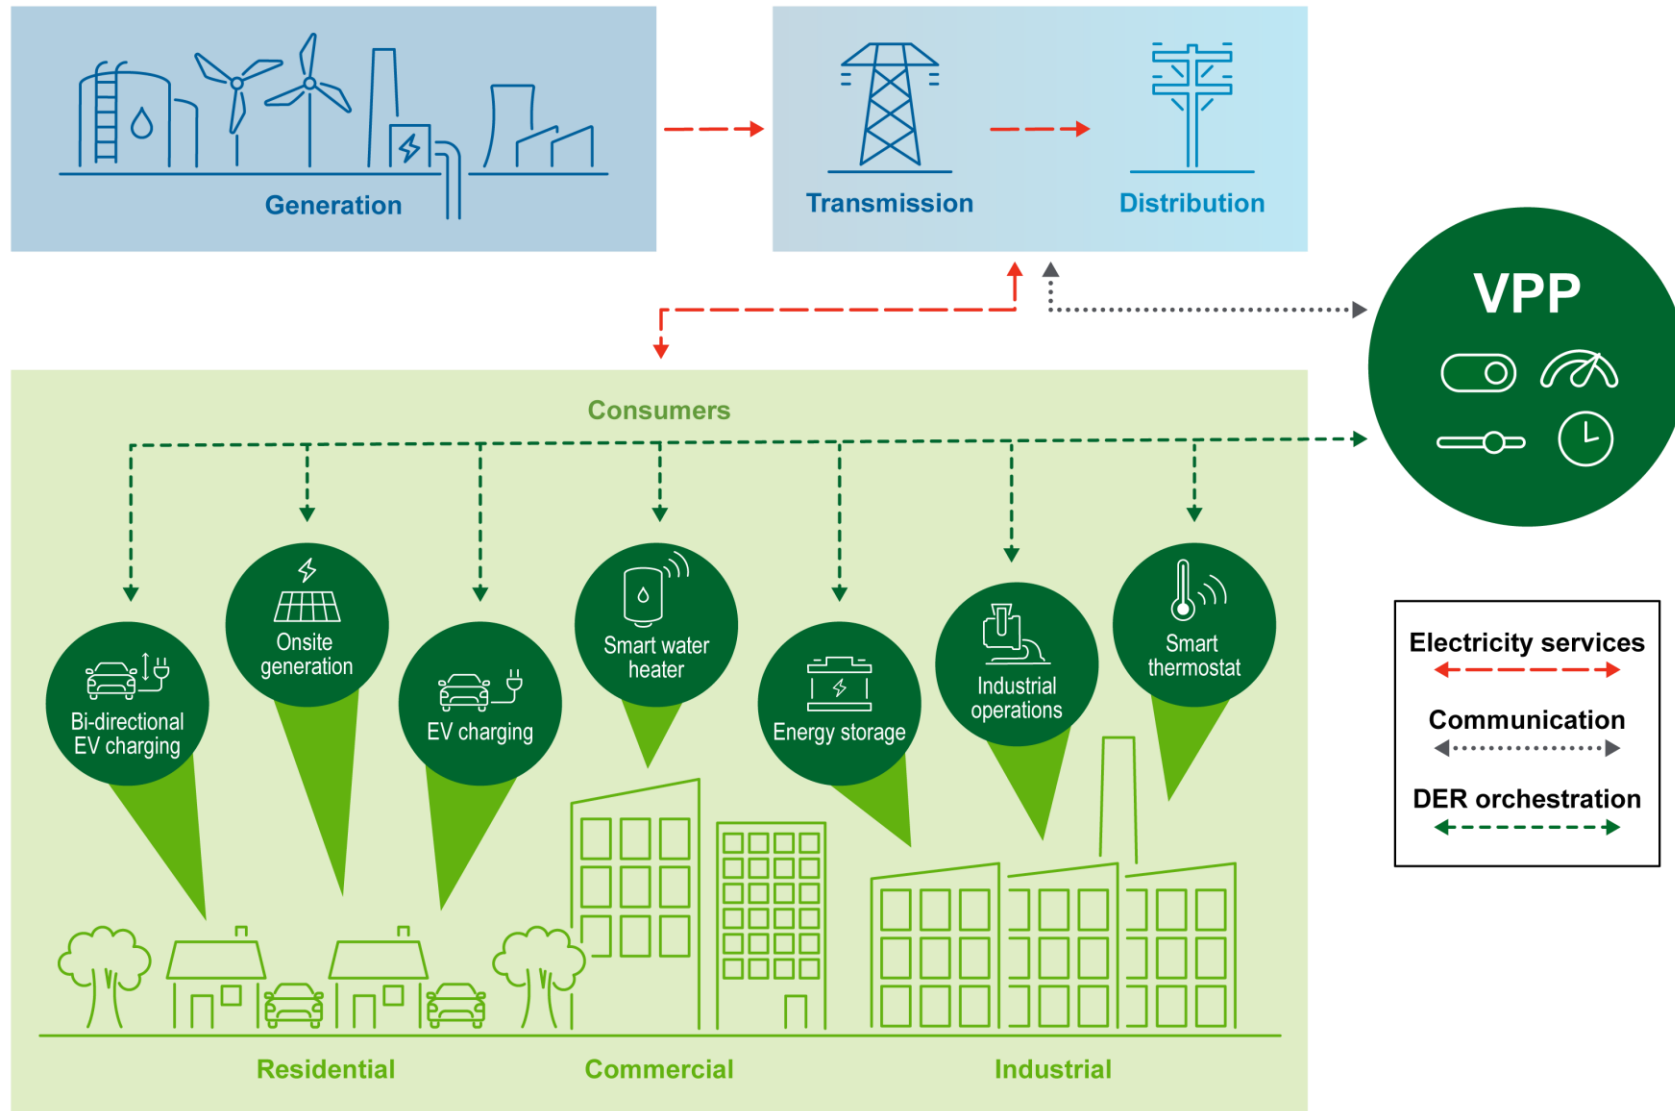 Generation
Transmission
Distribution
VPP
Consumers
Bi-directional
EV charging
Onsite
generation
EV charging
Smart water
heater
Energy storage
Industrial
operations
Smart
thermostat
Residential
Commercial
Industrial
Electricity services
Communication
DER orchestration